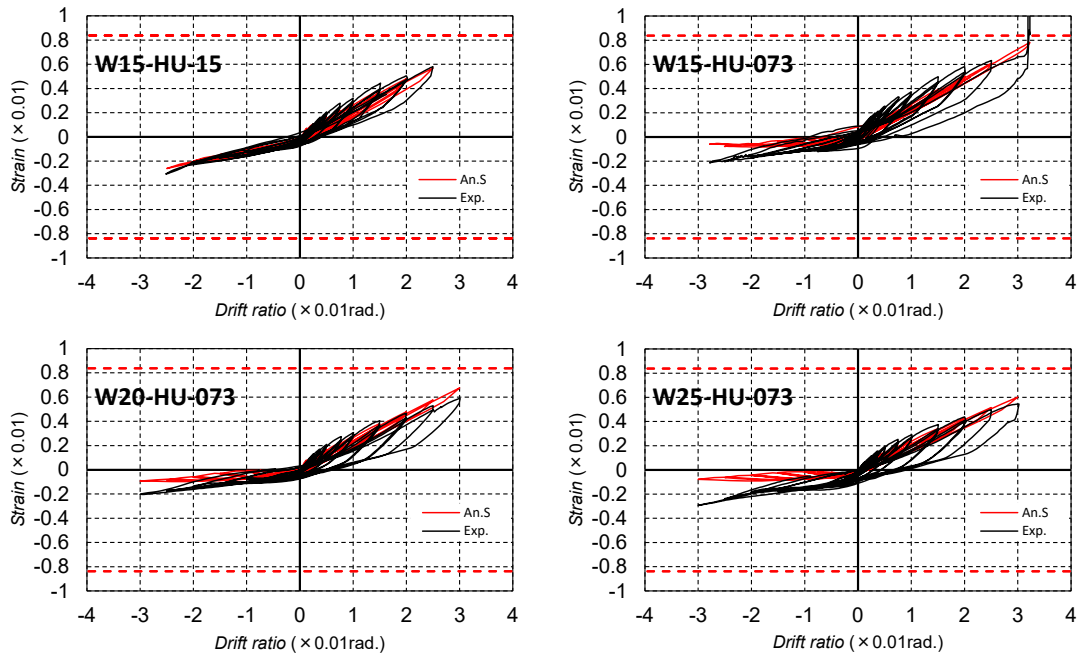 1
0.8
0.6
0.4
0.2
0
-0.2
-0.4
-0.6
-0.8
-1
Strain (×0.01)
W15-HU-15
An.S
Exp.
-4 -3 -2 -1 0 1 2 3 4
Drift ratio (×0.01rad.)
1
0.8
0.6
0.4
0.2
0
-0.2
-0.4
-0.6
-0.8
-1
Strain (×0.01)
W15-HU-073
An.S
Exp.
-4 -3 -2 -1 0 1 2 3 4
Drift ratio (×0.01rad.)
1
0.8
0.6
0.4
0.2
0
-0.2
-0.4
-0.6
-0.8
-1
Strain (×0.01)
W20-HU-073
An.S
Exp.
-4 -3 -2 -1 0 1 2 3 4
Drift ratio (×0.01rad.)
1
0.8
0.6
0.4
0.2
0
-0.2
-0.4
-0.6
-0.8
-1
Strain (×0.01)
W25-HU-073
An.S
Exp.
-4 -3 -2 -1 0 1 2 3 4
Drift ratio (×0.01rad.)